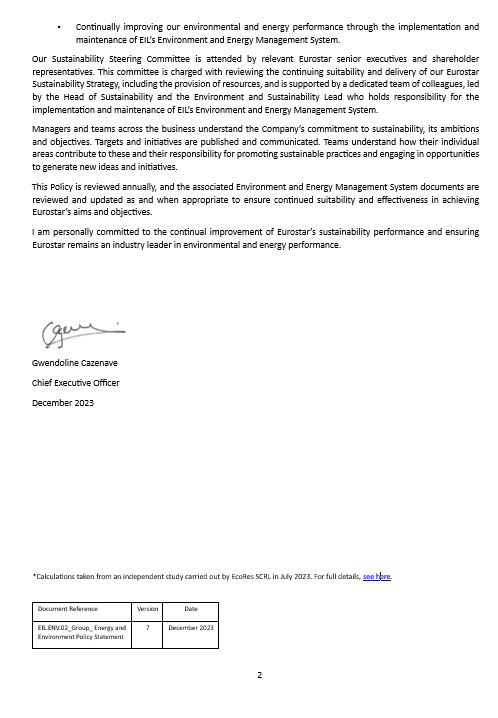 • Continually improving our environmental and energy performance through the implementation and
maintenance of EIL's Environment and Energy Management System.
Our Sustainability Steering Committee is attended by relevant Eurostar senior executives and shareholder
representatives. This committee is charged with reviewing the continuing suitability and delivery of our Eurostar
Sustainability Strategy, including the provision of resources, and is supported by a dedicated team of colleagues, led
by the Head of Sustainability and the Environment and Sustainability Lead who holds responsibility for the
implementation and maintenance of EIL's Environment and Energy Management System.
Managers and teams across the business understand the Company's commitment to sustainability, its ambitions
and objectives. Targets and initiatives are published and communicated. Teams understand how their individual
areas contribute to these and their responsibility for promoting sustainable practices and engaging in opportunities
to generate new ideas and initiatives.
This Policy is reviewed annually, and the associated Environment and Energy Management System documents are
reviewed and updated as and when appropriate to ensure continued suitability and effectiveness in achieving
Eurostar's aims and objectives.
I am personally committed to the continual improvement of Eurostar's sustainability performance and ensuring
Eurostar remains an industry leader in environmental and energy performance.
Gwendoline Cazenave
Chief Executive Officer
December 2023
*Calculations taken from an independent study carried out by EcoRes SCRL in July 2023. For full details, see here.
Document Reference Version Date
EIL.ENV.02_Group_ Energy and 7 December 2023
Environment Policy Statement
2